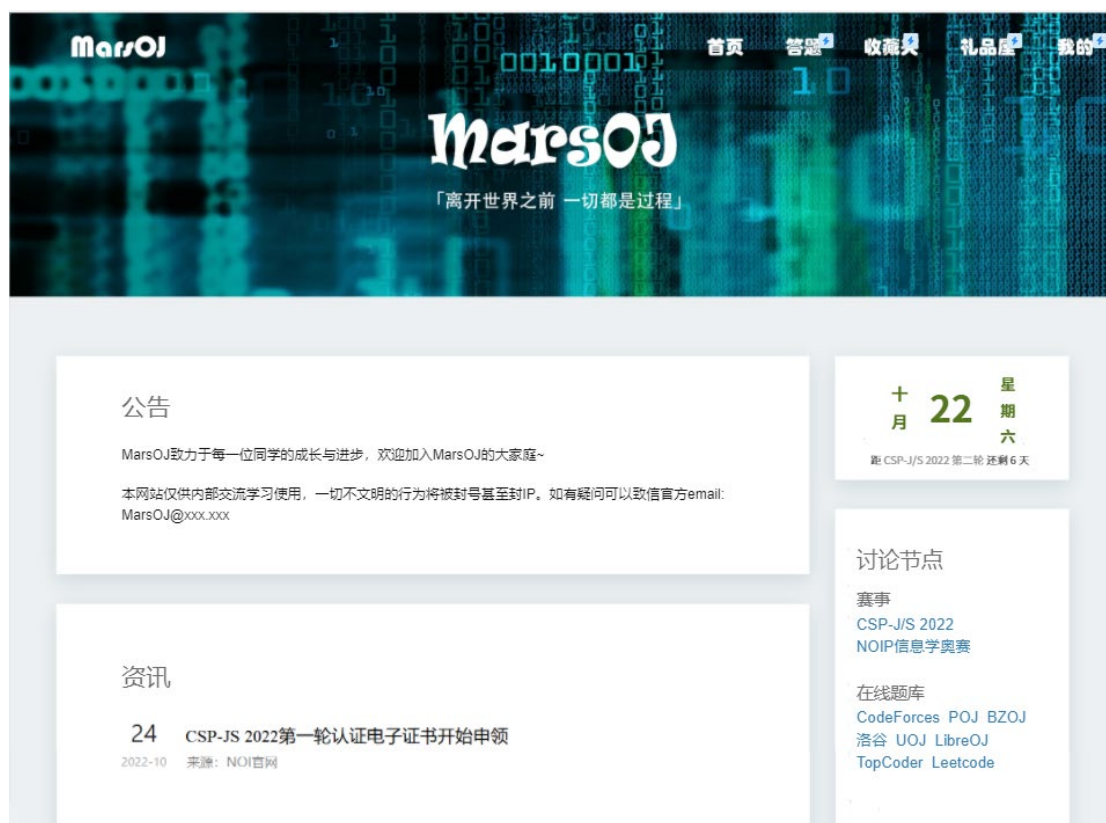 MarsOJ
首页 答题 收藏夹 礼品屋 我的
MarsOJ
「离开世界之前 一切都是过程」
公告
MarsOJ致力于每一位同学的成长与进步，欢迎加入MarsOJ的大家庭~
本网站仅供内部交流学习使用，一切不文明的行为将被封号甚至封IP。如有疑问可以致信官方email:
MarsOJ@xxx.xxx
十月 22 星期六
距 CSP-J/S 2022 第二轮 还剩 6 天
资讯
24 CSP-JS 2022第一轮认证电子证书开始申领
2022-10 来源：NOI官网
讨论节点
赛事
CSP-J/S 2022
NOIP信息学奥赛
在线题库
CodeForces POJ BZOJ
洛谷 UOJ LibreOJ
TopCoder Leetcode